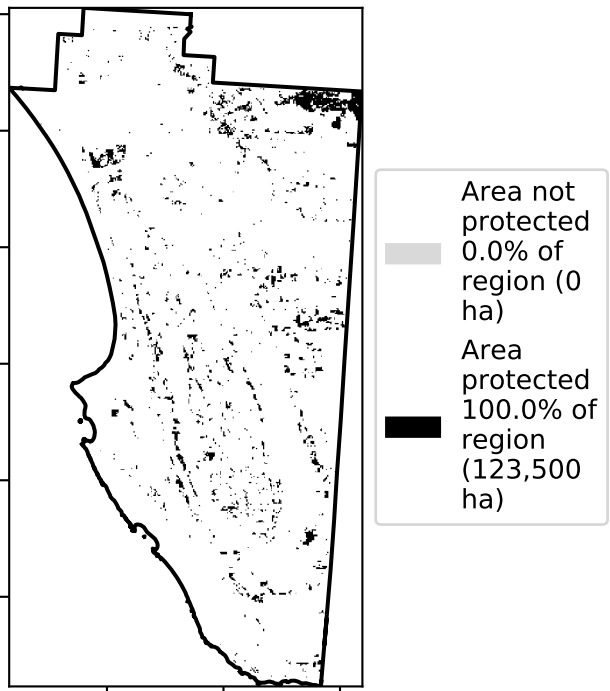 Area not
protected
0.0% of
region (0
ha)
Area
protected
100.0% of
region
(123,500
ha)